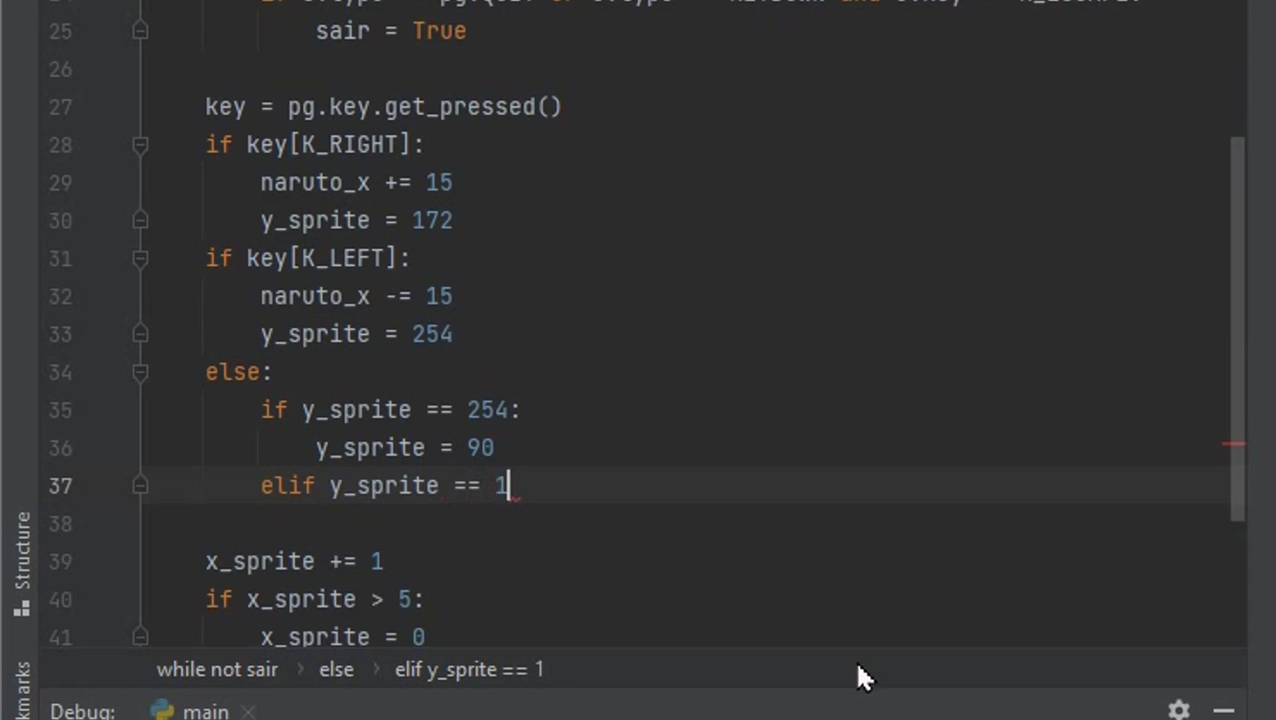 25 sair = True
26
27 key = pg.key.get_pressed()
28 if key[K_RIGHT]:
29 naruto_x += 15
30 y_sprite = 172
31 if key[K_LEFT]:
32 naruto_x -= 15
33 y_sprite = 254
34 else:
35 if y_sprite == 254:
36 y_sprite = 90
37 elif y_sprite == 1
38
39 x_sprite += 1
40 if x_sprite > 5:
41 x_sprite = 0
Structure
marks
while not sair > else > elif y_sprite == 1
Debug: main